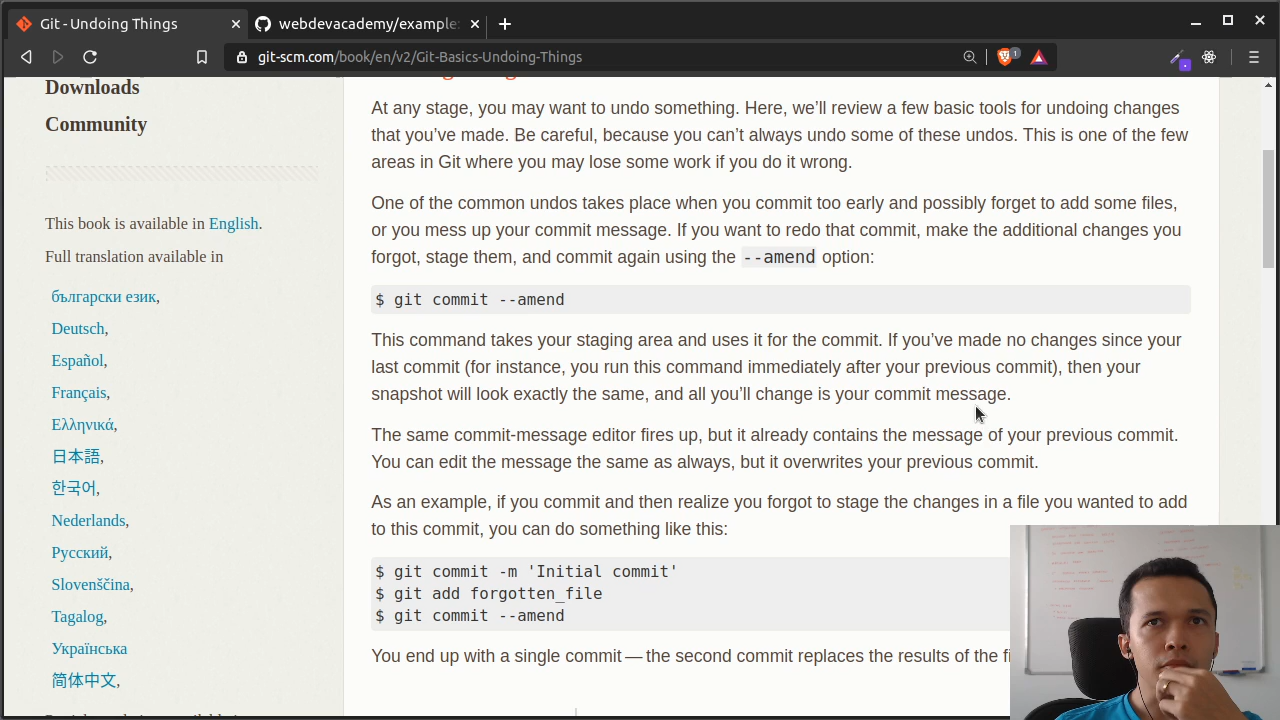 Git - Undoing Things
webdevacademy/example
git-scm.com/book/en/v2/Git-Basics-Undoing-Things
1
Downloads
Community
This book is available in English.
Full translation available in
български език,
Deutsch,
Español,
Français,
Ελληνικά,
日本語,
한국어,
Nederlands,
Русский,
Slovenščina,
Tagalog,
Українська
简体中文,
At any stage, you may want to undo something. Here, we’ll review a few basic tools for undoing changes
that you’ve made. Be careful, because you can’t always undo some of these undos. This is one of the few
areas in Git where you may lose some work if you do it wrong.
One of the common undos takes place when you commit too early and possibly forget to add some files,
or you mess up your commit message. If you want to redo that commit, make the additional changes you
forgot, stage them, and commit again using the --amend option:
$ git commit --amend
This command takes your staging area and uses it for the commit. If you’ve made no changes since your
last commit (for instance, you run this command immediately after your previous commit), then your
snapshot will look exactly the same, and all you’ll change is your commit message.
The same commit-message editor fires up, but it already contains the message of your previous commit.
You can edit the message the same as always, but it overwrites your previous commit.
As an example, if you commit and then realize you forgot to stage the changes in a file you wanted to add
to this commit, you can do something like this:
$ git commit -m 'Initial commit'
$ git add forgotten_file
$ git commit --amend
You end up with a single commit — the second commit replaces the results of the